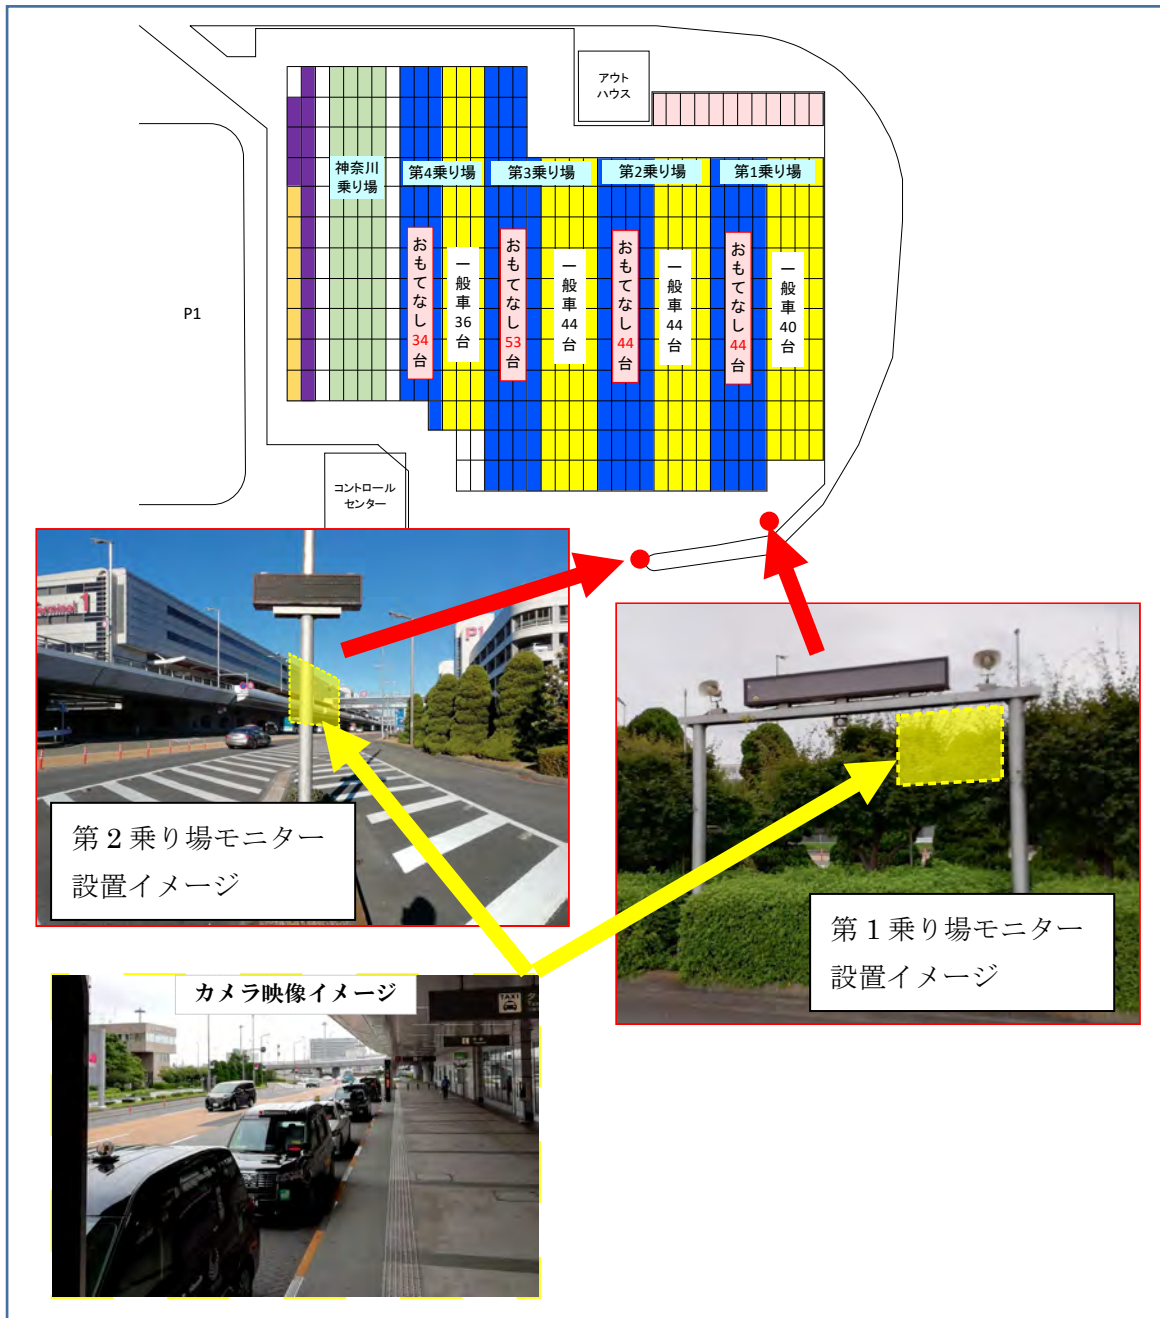 アウト
ハウス
神奈川
乗り場
第4乗り場
第3乗り場
第2乗り場
第1乗り場
おもてなし34台
一般車36台
おもてなし53台
一般車44台
おもてなし44台
一般車44台
おもてなし44台
一般車40台
P1
コントロール
センター
Terminal 1
P1
第２乗り場モニター
設置イメージ
第１乗り場モニター
設置イメージ
カメラ映像イメージ
TAXI